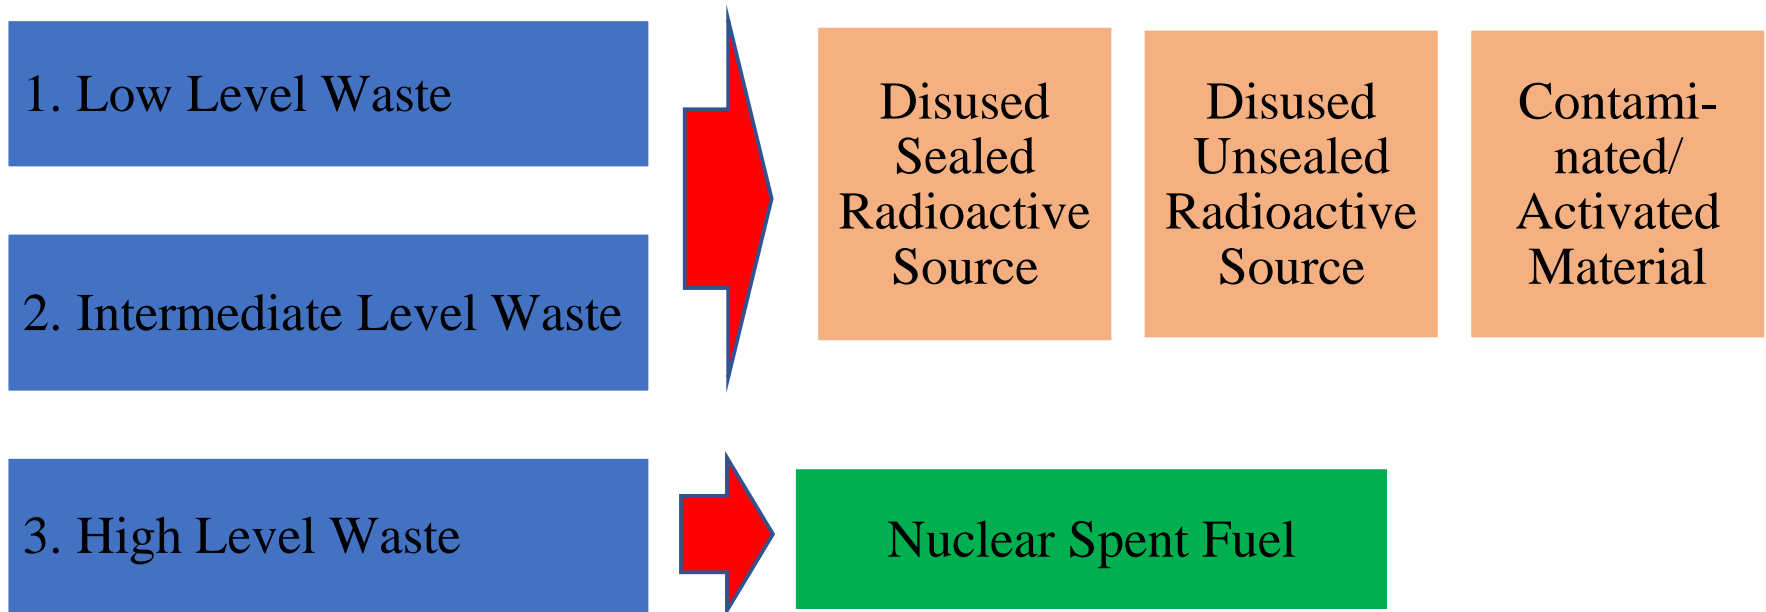 1. Low Level Waste
2. Intermediate Level Waste
Disused
Sealed
Radioactive
Source
Disused
Unsealed
Radioactive
Source
Contami-
nated/
Activated
Material
3. High Level Waste
Nuclear Spent Fuel